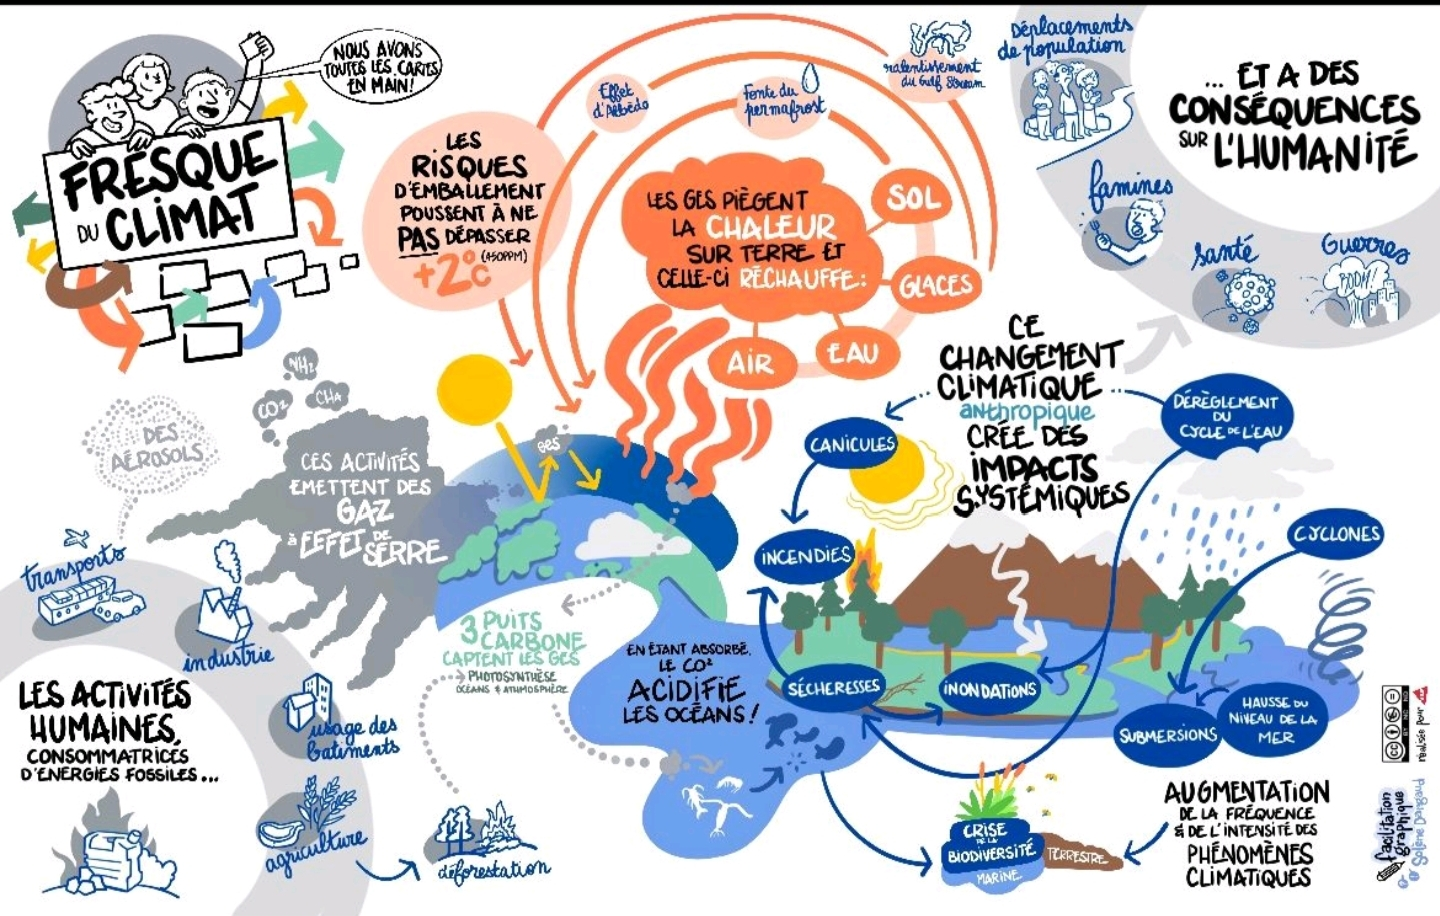 NOUS AVONS
TOUTES LES CARTES
EN MAIN!
FRESQUE
DU CLIMAT
LES
RISQUES
D'EMBALLEMENT
POUSSENT À NE
PAS DÉPASSER
+2°C (450PPM)
Effet
d'Albédo
Fonte du
permafrost
ralentissement
du Gulf Stream
LES GES PIÈGENT
LA CHALEUR
SUR TERRE ET
CELLE-CI RÉCHAUFFE:
SOL
GLACES
EAU
AIR
Déplacements
de population
famines
Santé
Guerres
BOOM!
... ET A DES
CONSÉQUENCES
SUR L'HUMANITÉ
CE
CHANGEMENT
CLIMATIQUE
anthropique
CRÉE DES
IMPACTS
SYSTÉMIQUES
DÉRÈGLEMENT
DU
CYCLE DE L'EAU
CANICULES
INCENDIES
CYCLONES
SÉCHERESSES
INONDATIONS
SUBMERSIONS
HAUSSE DU
NIVEAU DE LA
MER
NH2
CO2
CH4
DES
AÉROSOLS
CES ACTIVITÉS
ÉMETTENT DES
GAZ
à EFFET DE
SERRE
GES
3 PUITS
CARBONE
CAPTENT LES GES
PHOTOSYNTHÈSE
OCÉANS & ATHMOSPHÈRE
EN ÉTANT ABSORBÉ,
LE CO2
ACIDIFIE
LES OCÉANS!
transports
industrie
usage des
batiments
agriculture
déforestation
LES ACTIVITÉS
HUMAINES,
CONSOMMATRICES
D'ÉNERGIES FOSSILES...
CRISE
DE LA
BIODIVERSITÉ
MARINE
TERRESTRE
AUGMENTATION
DE LA FRÉQUENCE
& DE L'INTENSITÉ DES
PHÉNOMÈNES
CLIMATIQUES
réalisée pour
facilitation
graphique